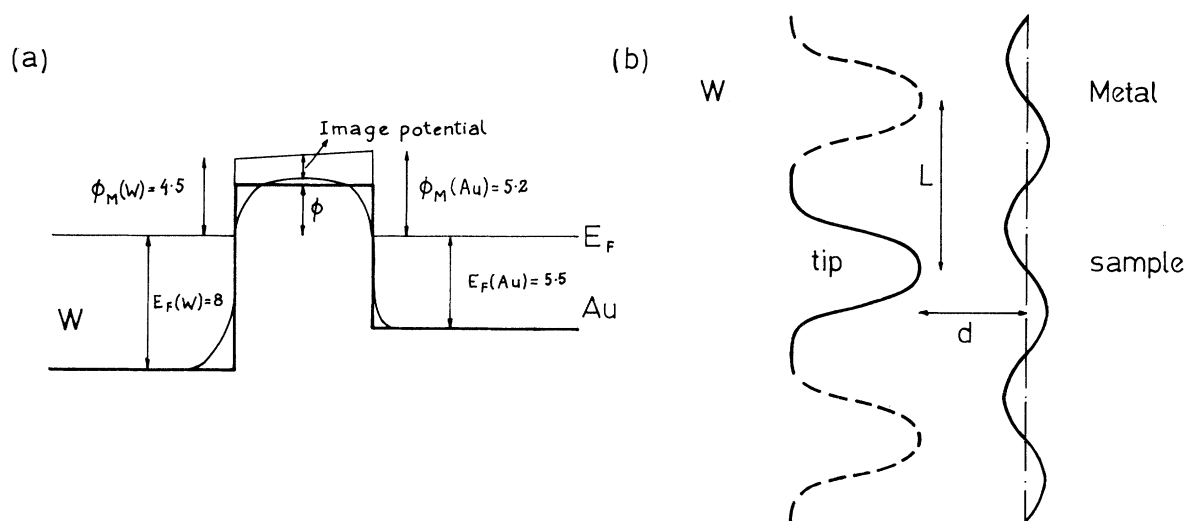 (a)
Image potential
ϕM(W)=4.5
ϕM(Au)=5.2
ϕ
EF
EF(W)=8
EF(Au)=5.5
W
Au
(b)
W
Metal
L
tip
sample
d